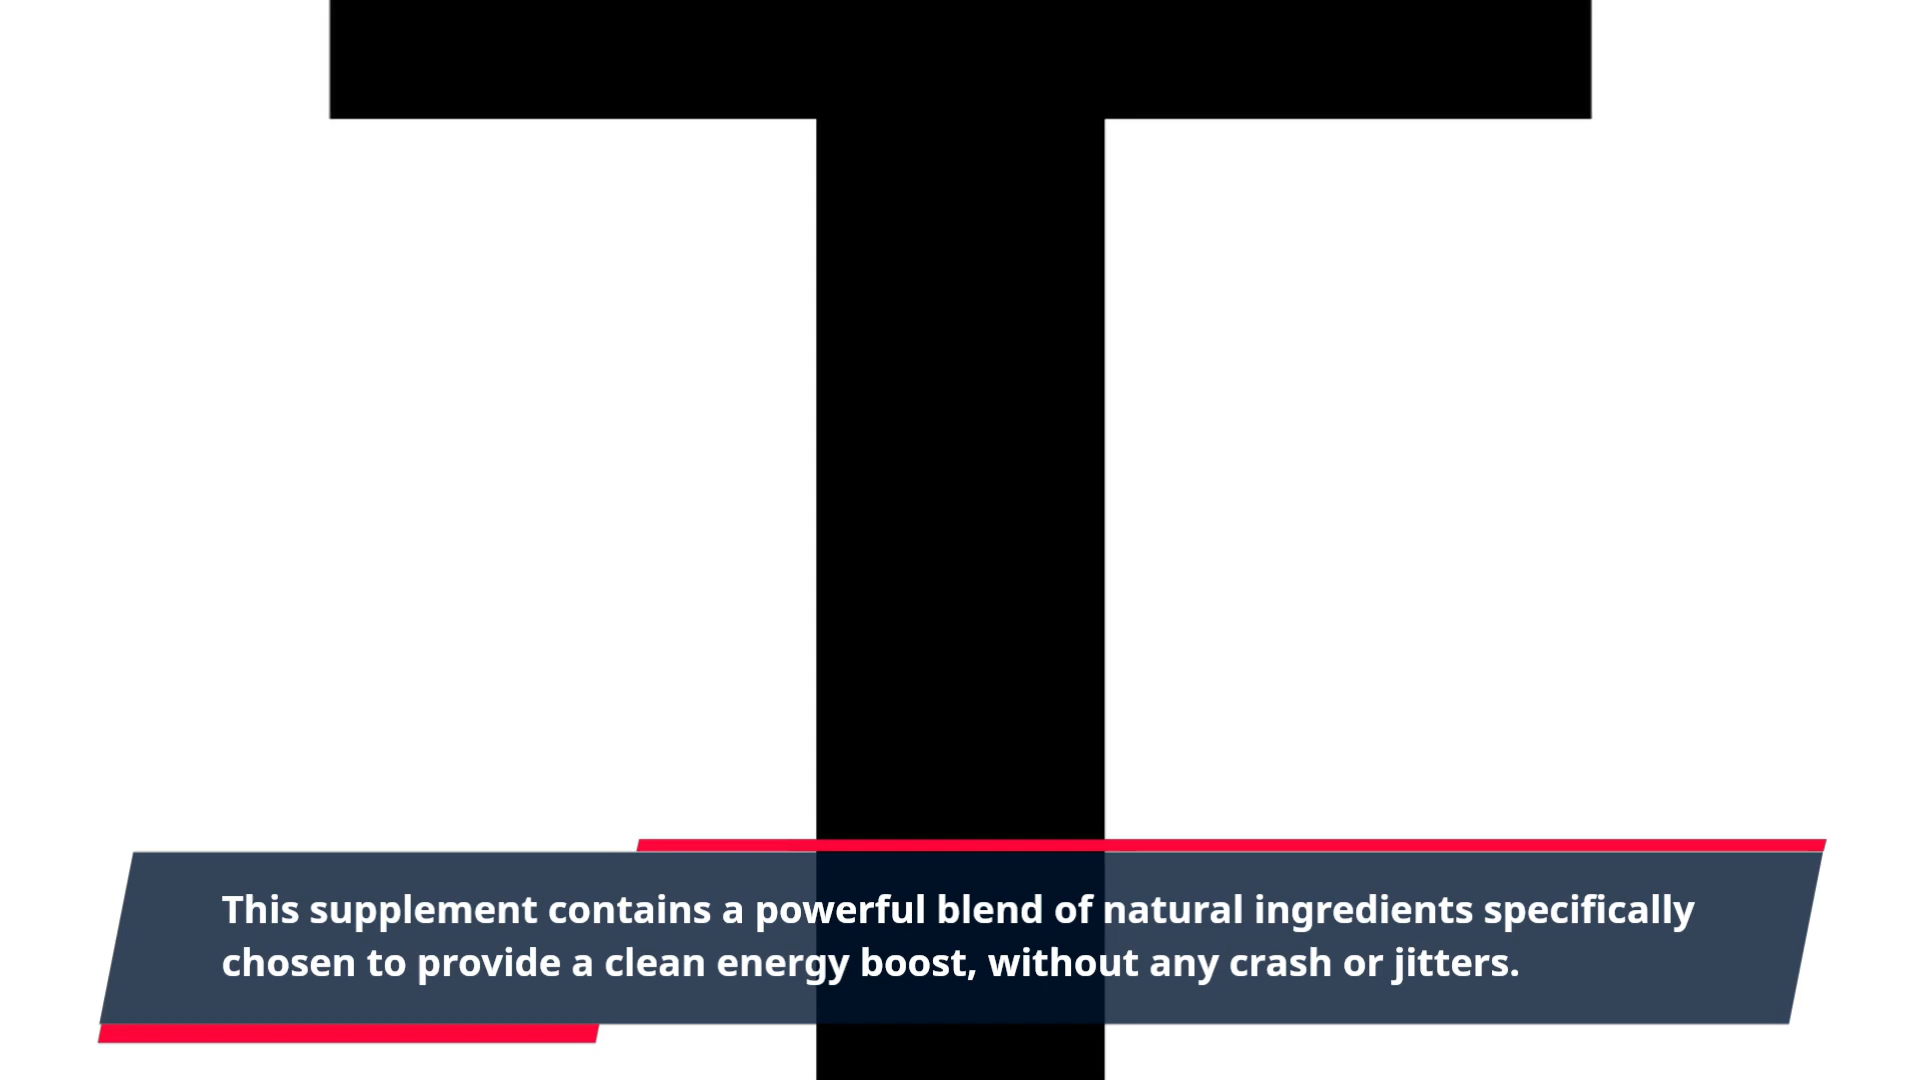 T
This supplement contains a powerful blend of natural ingredients specifically
chosen to provide a clean energy boost, without any crash or jitters.